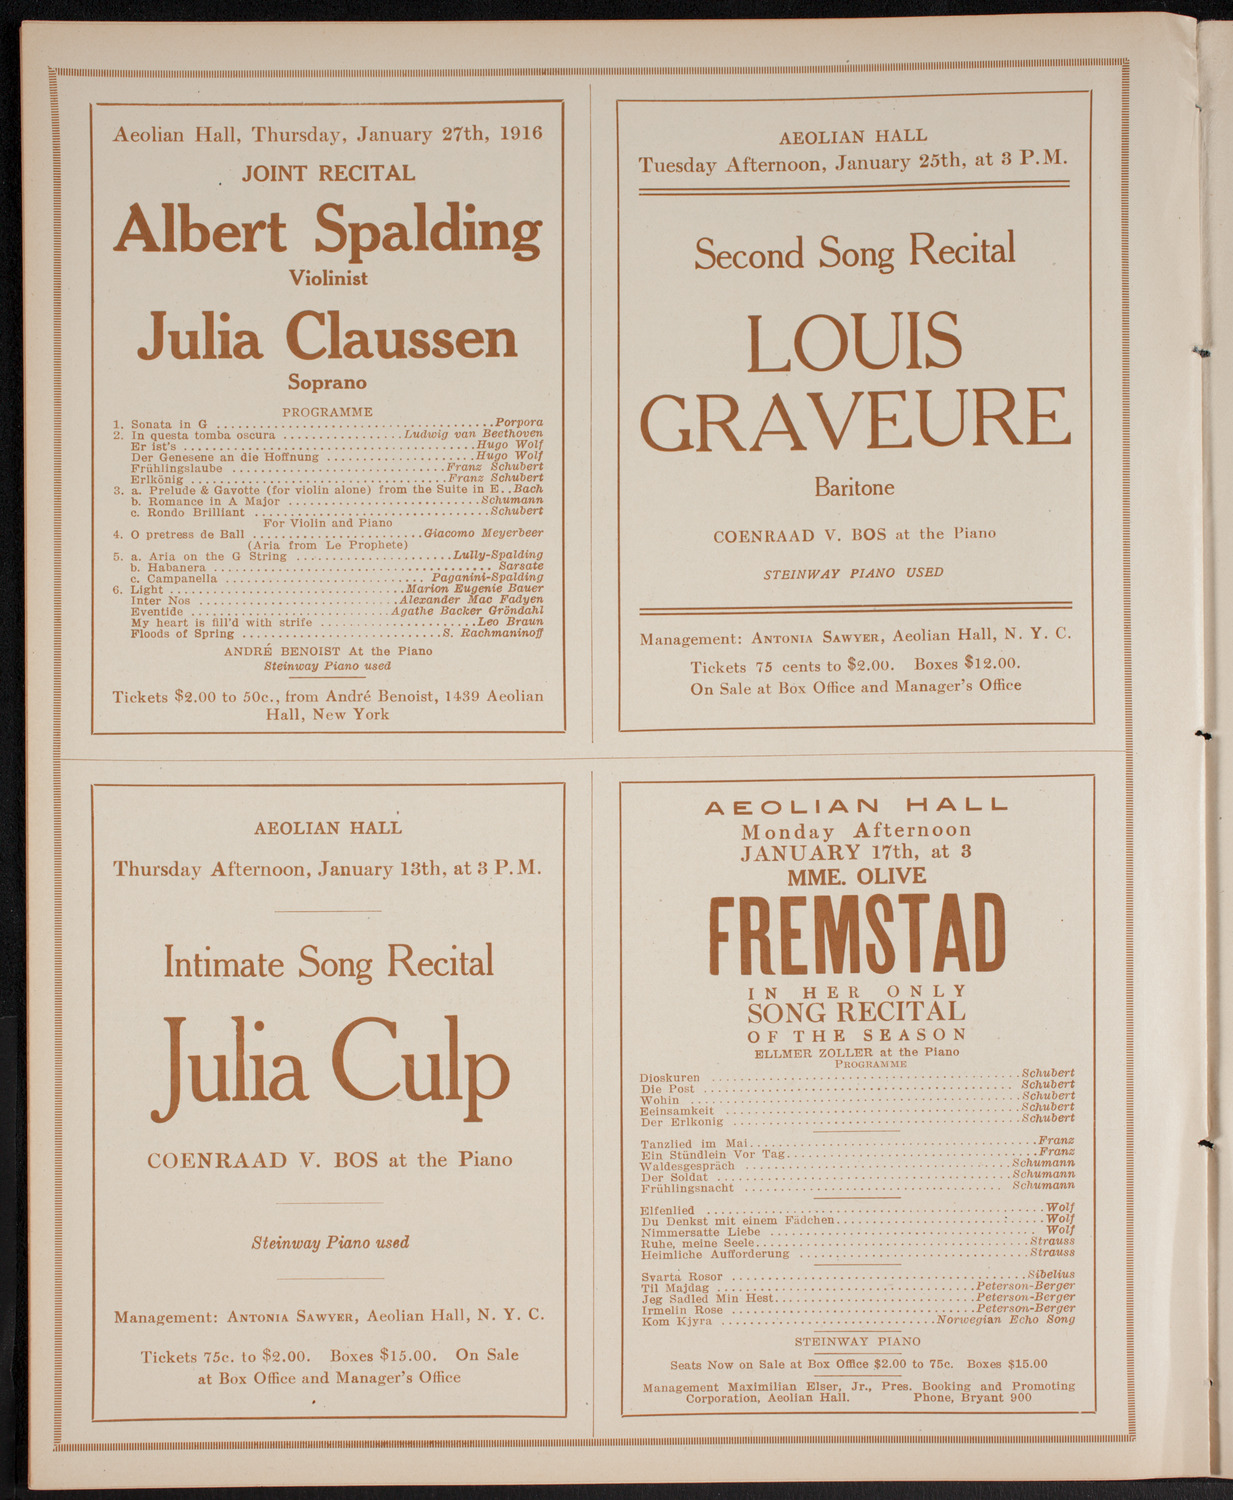 Aeolian Hall, Thursday, January 27th, 1916
JOINT RECITAL
Albert Spalding
Violinist
Julia Claussen
Soprano
PROGRAMME
1. Sonata in G ......................................Porpora
2. In questa tomba oscura .................Ludwig van Beethoven
Er ist's .........................................Hugo Wolf
Der Genesene an die Hoffnung .....................Hugo Wolf
Frühlingslaube ..............................Franz Schubert
Erlkönig ....................................Franz Schubert
3. a. Prelude & Gavotte (for violin alone) from the Suite in E..Bach
b. Romance in A Major ...........................Schumann
c. Rondo Brilliant .................................Schubert
For Violin and Piano
4. O pretress de Ball ........................Giacomo Meyerbeer
(Aria from Le Prophete)
5. a. Aria on the G String ......................Lully-Spalding
b. Habanera ........................................... Sarsate
c. Campanella ............................ Paganini-Spalding
6. Light .................................Marion Eugenie Bauer
Inter Nos ............................Alexander Mac Fadyen
Eventide ............................Agathe Backer Gröndahl
My heart is fill'd with strife ......................Leo Braun
Floods of Spring ............................S. Rachmaninoff
ANDRÉ BENOIST At the Piano
Steinway Piano used
Tickets $2.00 to 50c., from André Benoist, 1439 Aeolian
Hall, New York
AEOLIAN HALL
Tuesday Afternoon, January 25th, at 3 P.M.
Second Song Recital
LOUIS
GRAVEURE
Baritone
COENRAAD V. BOS at the Piano
STEINWAY PIANO USED
Management: ANTONIA SAWYER, Aeolian Hall, N. Y. C.
Tickets 75 cents to $2.00. Boxes $12.00.
On Sale at Box Office and Manager's Office
AEOLIAN HALL
Thursday Afternoon, January 13th, at 3 P.M.
Intimate Song Recital
Julia Culp
COENRAAD V. BOS at the Piano
Steinway Piano used
Management: ANTONIA SAWYER, Aeolian Hall, N. Y. C.
Tickets 75c. to $2.00. Boxes $15.00. On Sale
at Box Office and Manager's Office
AEOLIAN HALL
Monday Afternoon
JANUARY 17th, at 3
MME. OLIVE
FREMSTAD
IN HER ONLY
SONG RECITAL
OF THE SEASON
ELLMER ZOLLER at the Piano
PROGRAMME
Dioskuren ..........................................Schubert
Die Post .......................................... Schubert
Wohin .............................................Schubert
Eeinsamkeit ........................................Schubert
Der Erlkonig .......................................Schubert
Tanzlied im Mai.......................................Franz
Ein Stündlein Vor Tag..................................Franz
Waldesgespräch .....................................Schumann
Der Soldat .........................................Schumann
Frühlingsnacht ................................... Schumann
Elfenlied .............................................Wolf
Du Denkst mit einem Fädchen............................Wolf
Nimmersatte Liebe ................................... Wolf
Ruhe, meine Seele....................................Strauss
Heimliche Aufforderung ..............................Strauss
Svarta Rosor ........................................Sibelius
Til Majdag ...................................Peterson-Berger
Jeg Sadled Min Hest...........................Peterson-Berger
Irmelin Rose .................................Peterson-Berger
Kom Kjyra .............................Norwegian Echo Song
STEINWAY PIANO
Seats Now on Sale at Box Office $2.00 to 75c. Boxes $15.00
Management Maximilian Elser, Jr., Pres. Booking and Promoting
Corporation, Aeolian Hall. Phone, Bryant 900